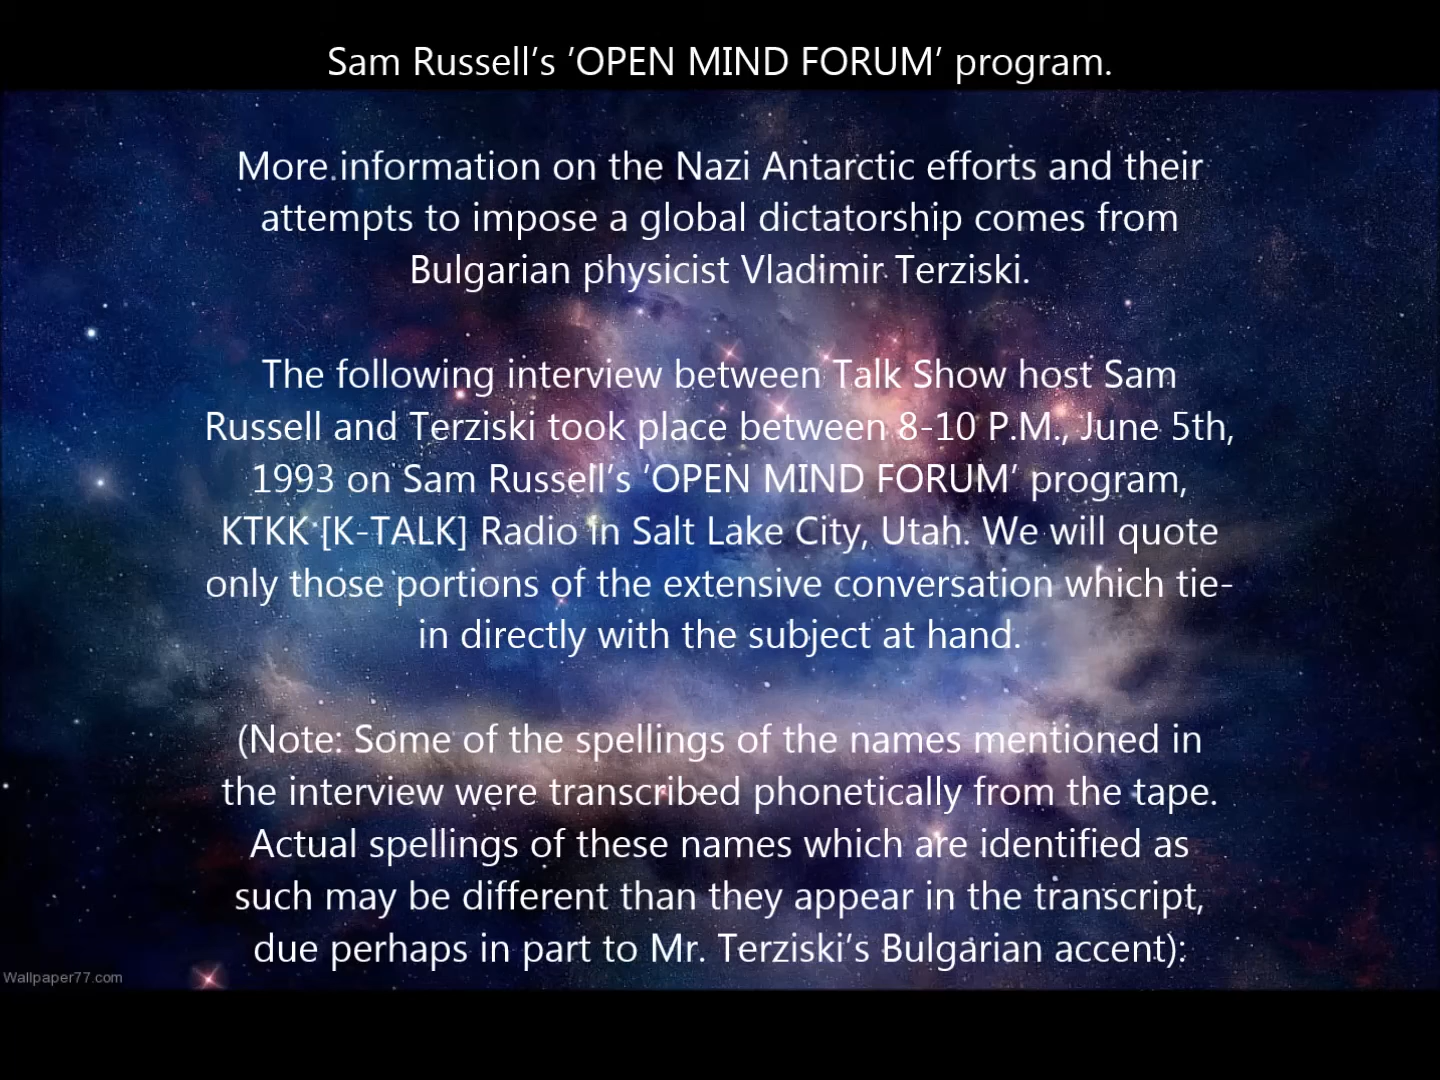 Sam Russell’s ’OPEN MIND FORUM’ program.
More information on the Nazi Antarctic efforts and their
attempts to impose a global dictatorship comes from
Bulgarian physicist Vladimir Terziski.
The following interview between Talk Show host Sam
Russell and Terziski took place between 8-10 P.M., June 5th,
1993 on Sam Russell’s ’OPEN MIND FORUM’ program,
KTKK [K-TALK] Radio in Salt Lake City, Utah. We will quote
only those portions of the extensive conversation which tie-
in directly with the subject at hand.
(Note: Some of the spellings of the names mentioned in
the interview were transcribed phonetically from the tape.
Actual spellings of these names which are identified as
such may be different than they appear in the transcript,
due perhaps in part to Mr. Terziski’s Bulgarian accent):
Wallpaper77.com